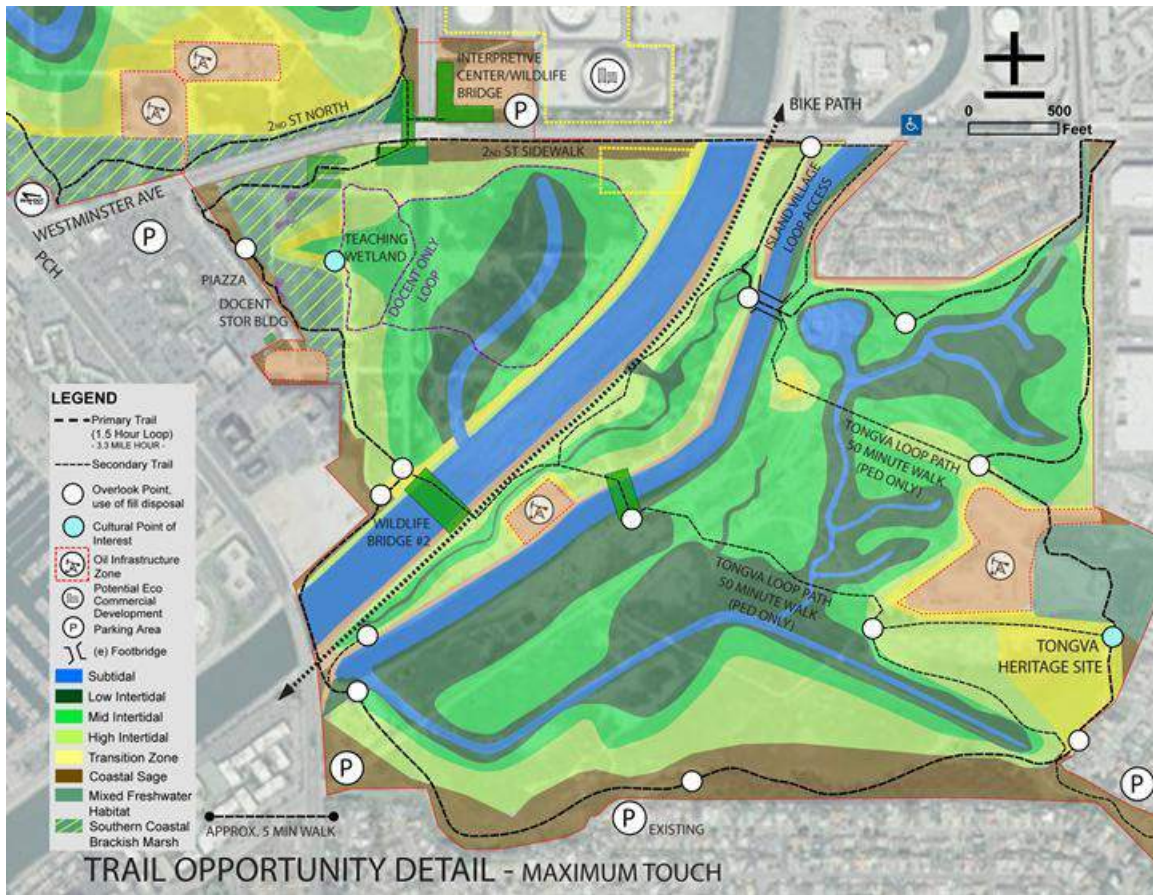 INTERPRETIVE
CENTER/WILDLIFE
BRIDGE
P
BIKE PATH
0 500
Feet
2ND ST NORTH
2ND ST SIDEWALK
ISLAND VILLAGE
LOOP ACCESS
WESTMINSTER AVE
P
PCH
TEACHING
WETLAND
DOCENT ONLY
LOOP
PIAZZA
DOCENT
STOR BLDG
LEGEND
Primary Trail
(1.5 Hour Loop)
- 3.3 MILE HOUR -
Secondary Trail
Overlook Point,
use of fill disposal
Cultural Point of
Interest
Oil Infrastructure
Zone
Potential Eco
Commercial
Development
P Parking Area
(e) Footbridge
Subtidal
Low Intertidal
Mid Intertidal
High Intertidal
Transition Zone
Coastal Sage
Mixed Freshwater
Habitat
Southern Coastal
Brackish Marsh
TONGVA LOOP PATH
50 MINUTE WALK
(PED ONLY)
WILDLIFE
BRIDGE #2
TONGVA LOOP PATH
50 MINUTE WALK
(PED ONLY)
TONGVA
HERITAGE SITE
P
P
P
EXISTING
APPROX. 5 MIN WALK
TRAIL OPPORTUNITY DETAIL - MAXIMUM TOUCH